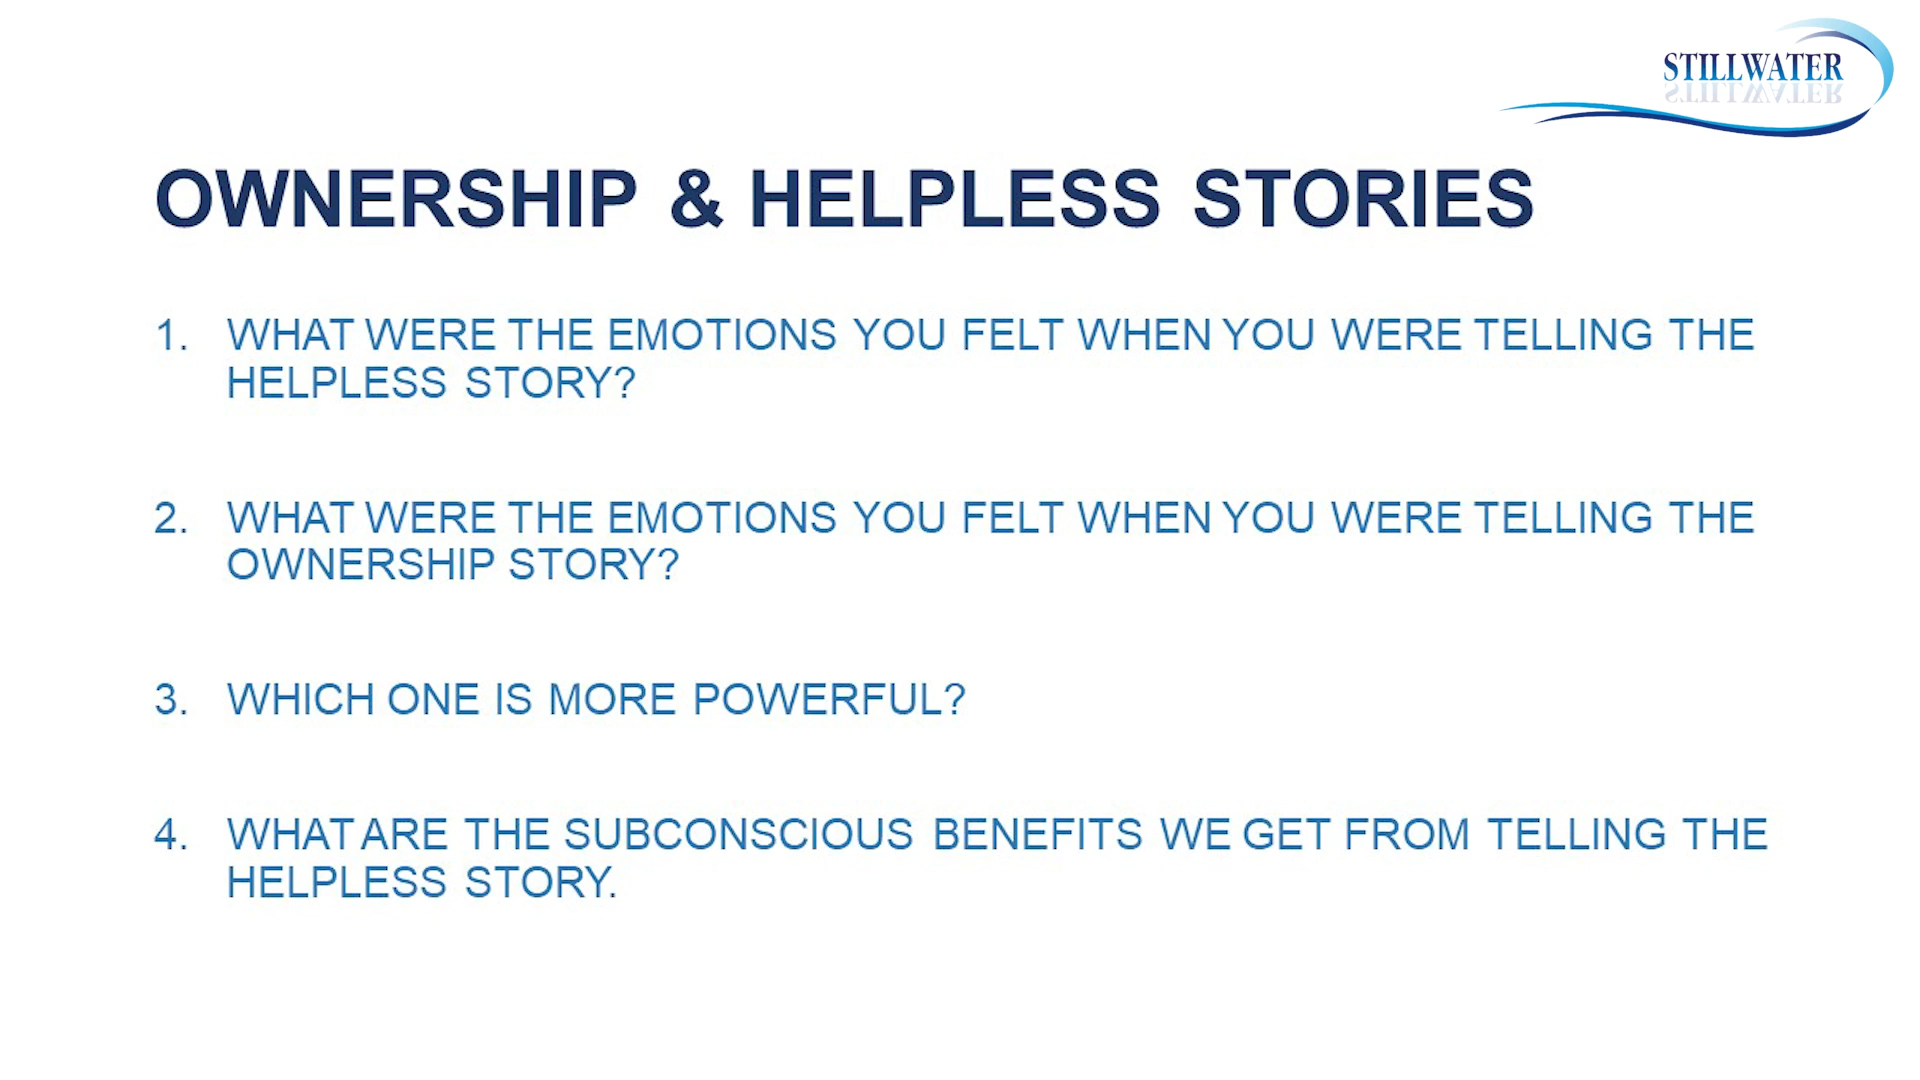 STILLWATER
OWNERSHIP & HELPLESS STORIES
1. WHAT WERE THE EMOTIONS YOU FELT WHEN YOU WERE TELLING THE
HELPLESS STORY?
2. WHAT WERE THE EMOTIONS YOU FELT WHEN YOU WERE TELLING THE
OWNERSHIP STORY?
3. WHICH ONE IS MORE POWERFUL?
4. WHAT ARE THE SUBCONSCIOUS BENEFITS WE GET FROM TELLING THE
HELPLESS STORY.